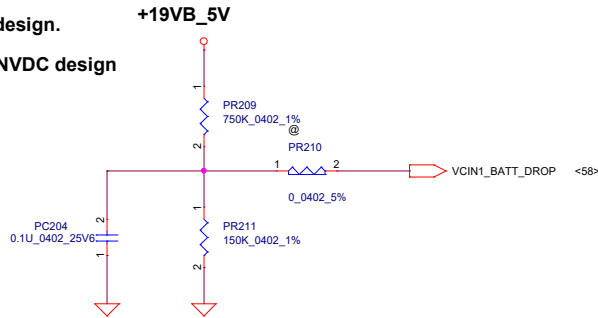 design.
+19VB_5V
NVDC design
1
PR209
750K_0402_1%
@
2
PR210
1
2
VCIN1_BATT_DROP <58>
0_0402_5%
PC204
0.1U_0402_25V6
2
1
1
PR211
150K_0402_1%
2